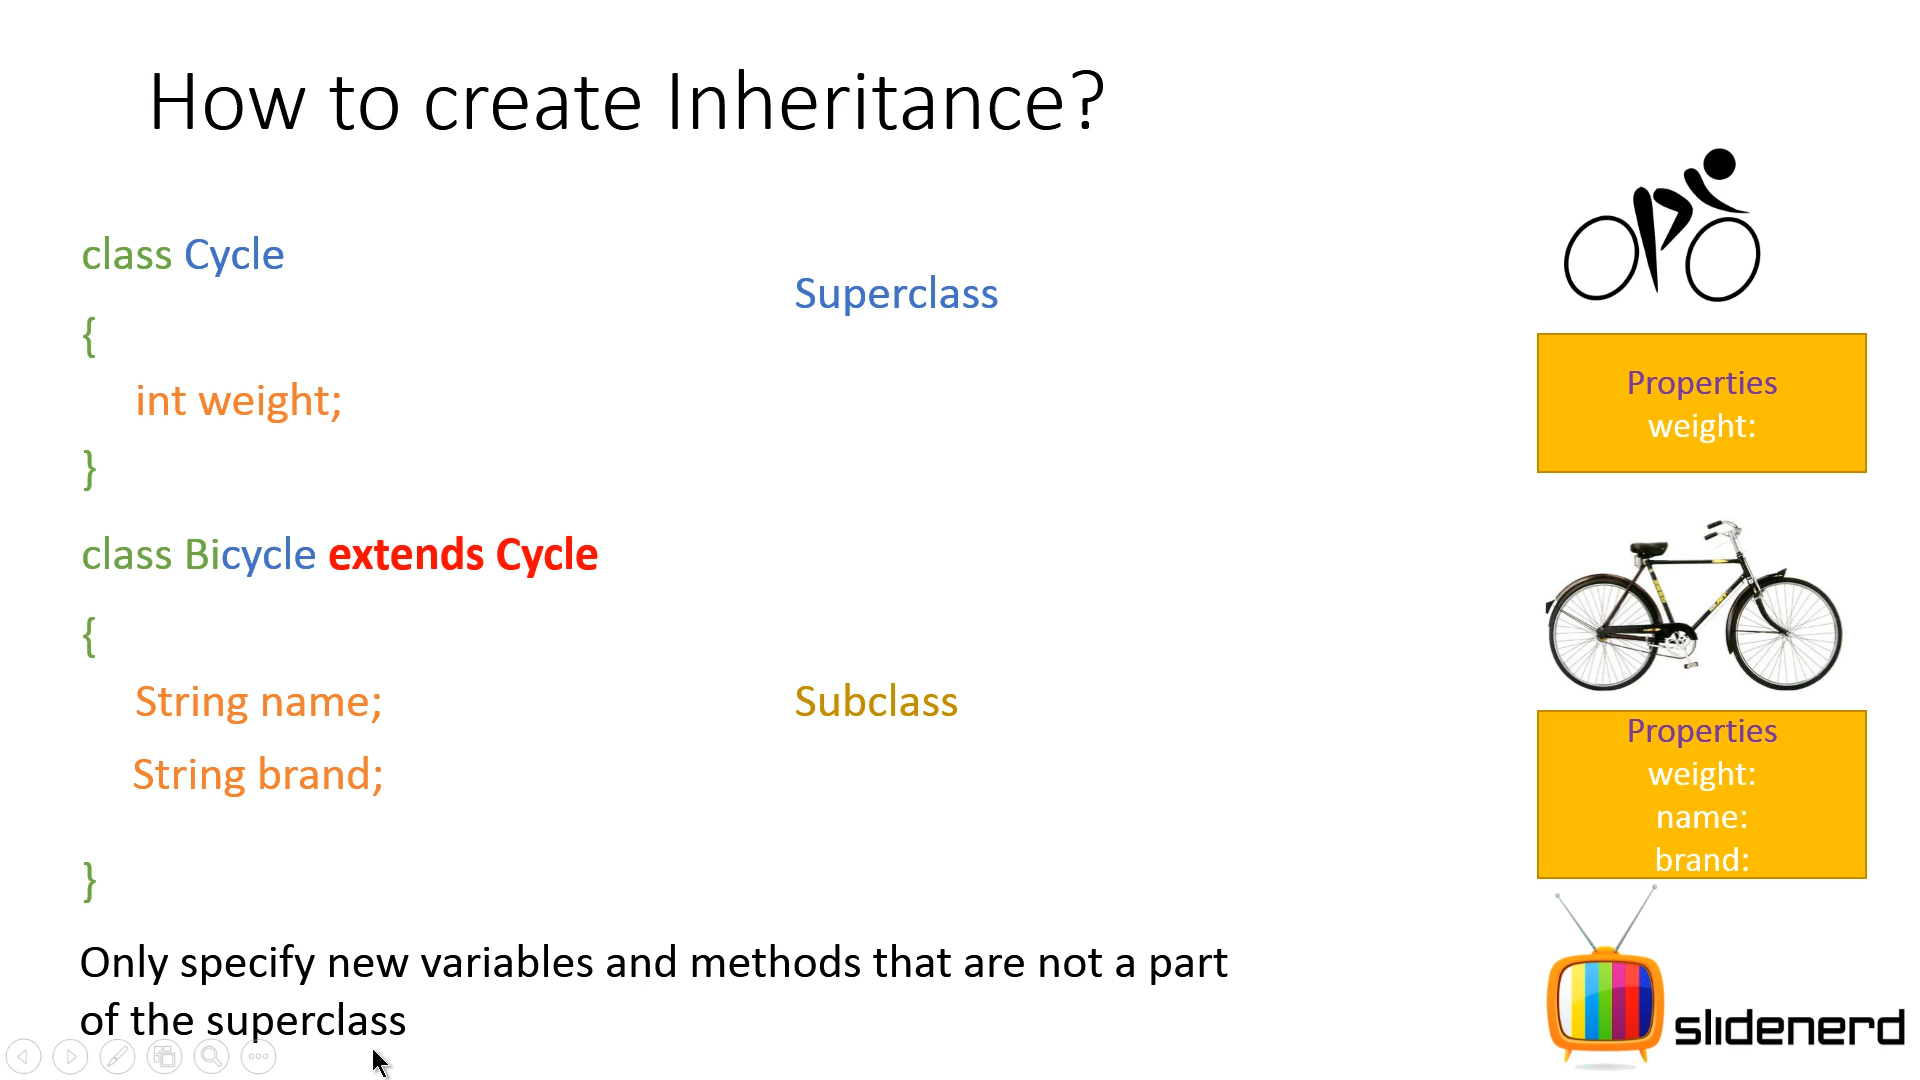 How to create Inheritance?
class Cycle
Superclass
{
int weight;
}
Properties
weight:
class Bicycle extends Cycle
{
String name;
Subclass
String brand;
}
Properties
weight:
name:
brand:
Only specify new variables and methods that are not a part
of the superclass
slidenerd